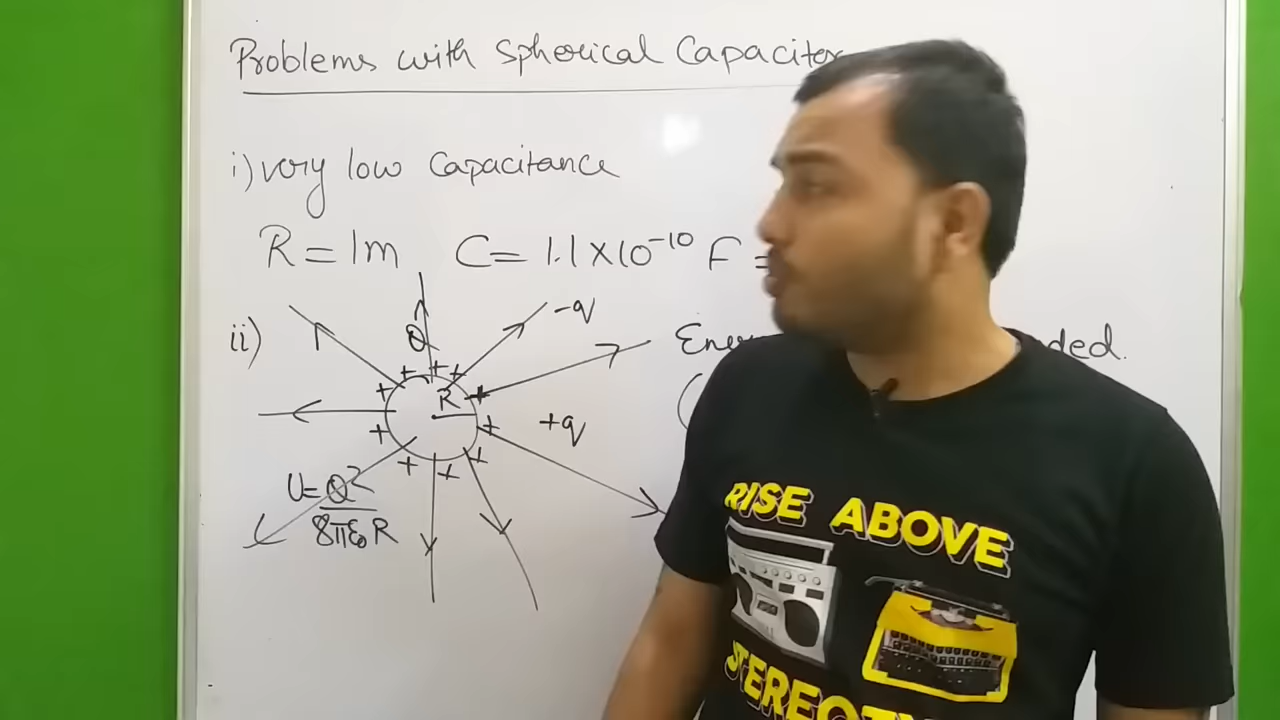 Problems with Spherical Capacitor
i) very low Capacitance
R = 1m C = 1.1 X 10⁻¹⁰ F =
ii)
-q
Q
+ + + + + + + + + + +
R
+q
U = Q²/8πε₀R
RISE ABOVE